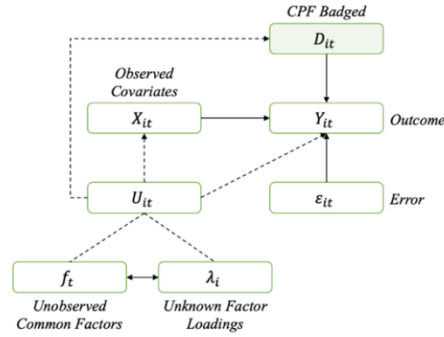 CPF Badged
D_it
Observed
Covariates
X_it
Y_it
Outcome
U_it
ε_it
Error
f_t
λ_i
Unobserved
Common Factors
Unknown Factor
Loadings